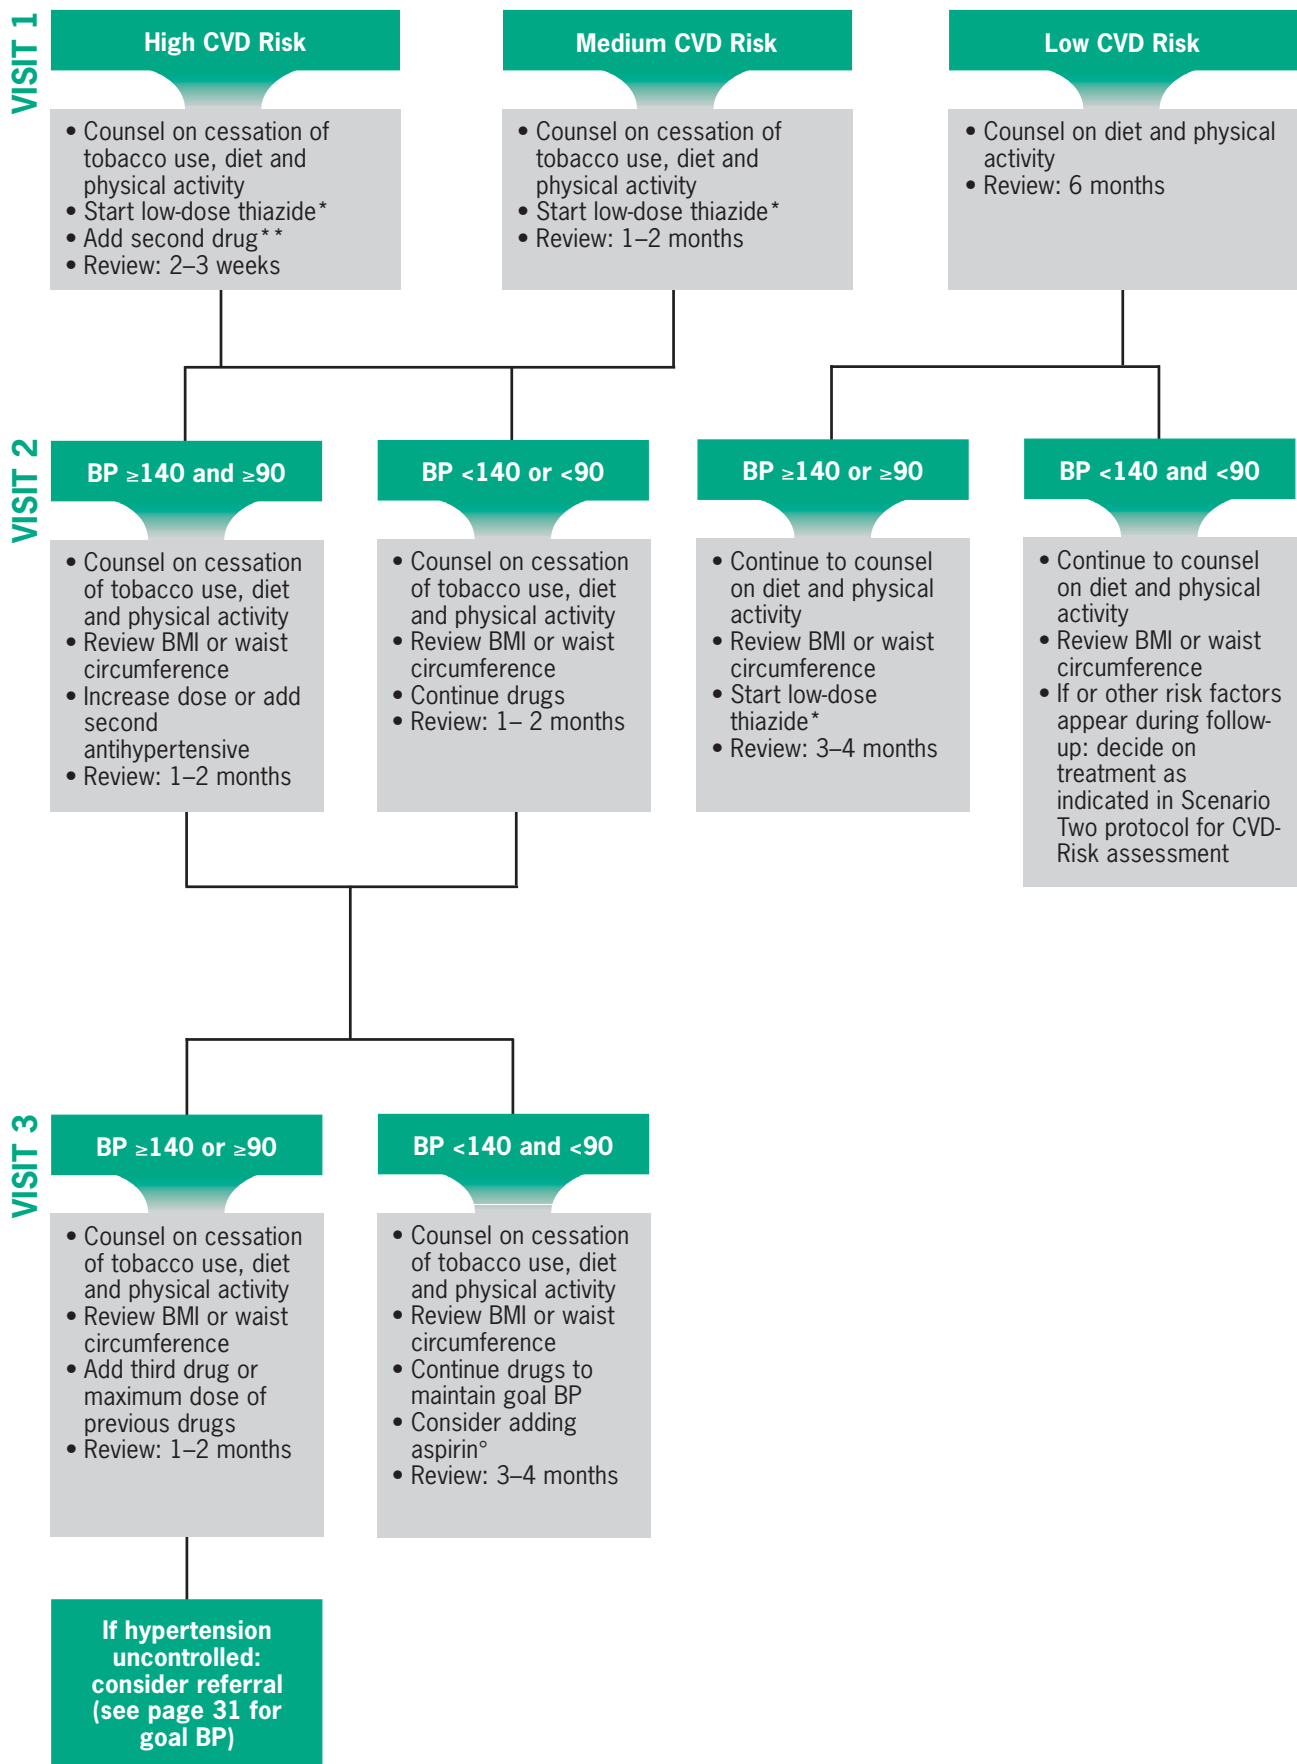 VISIT 1
High CVD Risk
• Counsel on cessation of
tobacco use, diet and
physical activity
• Start low-dose thiazide*
• Add second drug**
• Review: 2–3 weeks
Medium CVD Risk
• Counsel on cessation of
tobacco use, diet and
physical activity
• Start low-dose thiazide*
• Review: 1–2 months
Low CVD Risk
• Counsel on diet and physical
activity
• Review: 6 months
VISIT 2
BP ≥140 and ≥90
• Counsel on cessation
of tobacco use, diet
and physical activity
• Review BMI or waist
circumference
• Increase dose or add
second
antihypertensive
• Review: 1–2 months
BP <140 or <90
• Counsel on cessation
of tobacco use, diet
and physical activity
• Review BMI or waist
circumference
• Continue drugs
• Review: 1– 2 months
BP ≥140 or ≥90
• Continue to counsel
on diet and physical
activity
• Review BMI or waist
circumference
• Start low-dose
thiazide*
• Review: 3–4 months
BP <140 and <90
• Continue to counsel
on diet and physical
activity
• Review BMI or waist
circumference
• If or other risk factors
appear during follow-
up: decide on
treatment as
indicated in Scenario
Two protocol for CVD-
Risk assessment
VISIT 3
BP ≥140 or ≥90
• Counsel on cessation
of tobacco use, diet
and physical activity
• Review BMI or waist
circumference
• Add third drug or
maximum dose of
previous drugs
• Review: 1–2 months
BP <140 and <90
• Counsel on cessation
of tobacco use, diet
and physical activity
• Review BMI or waist
circumference
• Continue drugs to
maintain goal BP
• Consider adding
aspirin°
• Review: 3–4 months
If hypertension
uncontrolled:
consider referral
(see page 31 for
goal BP)